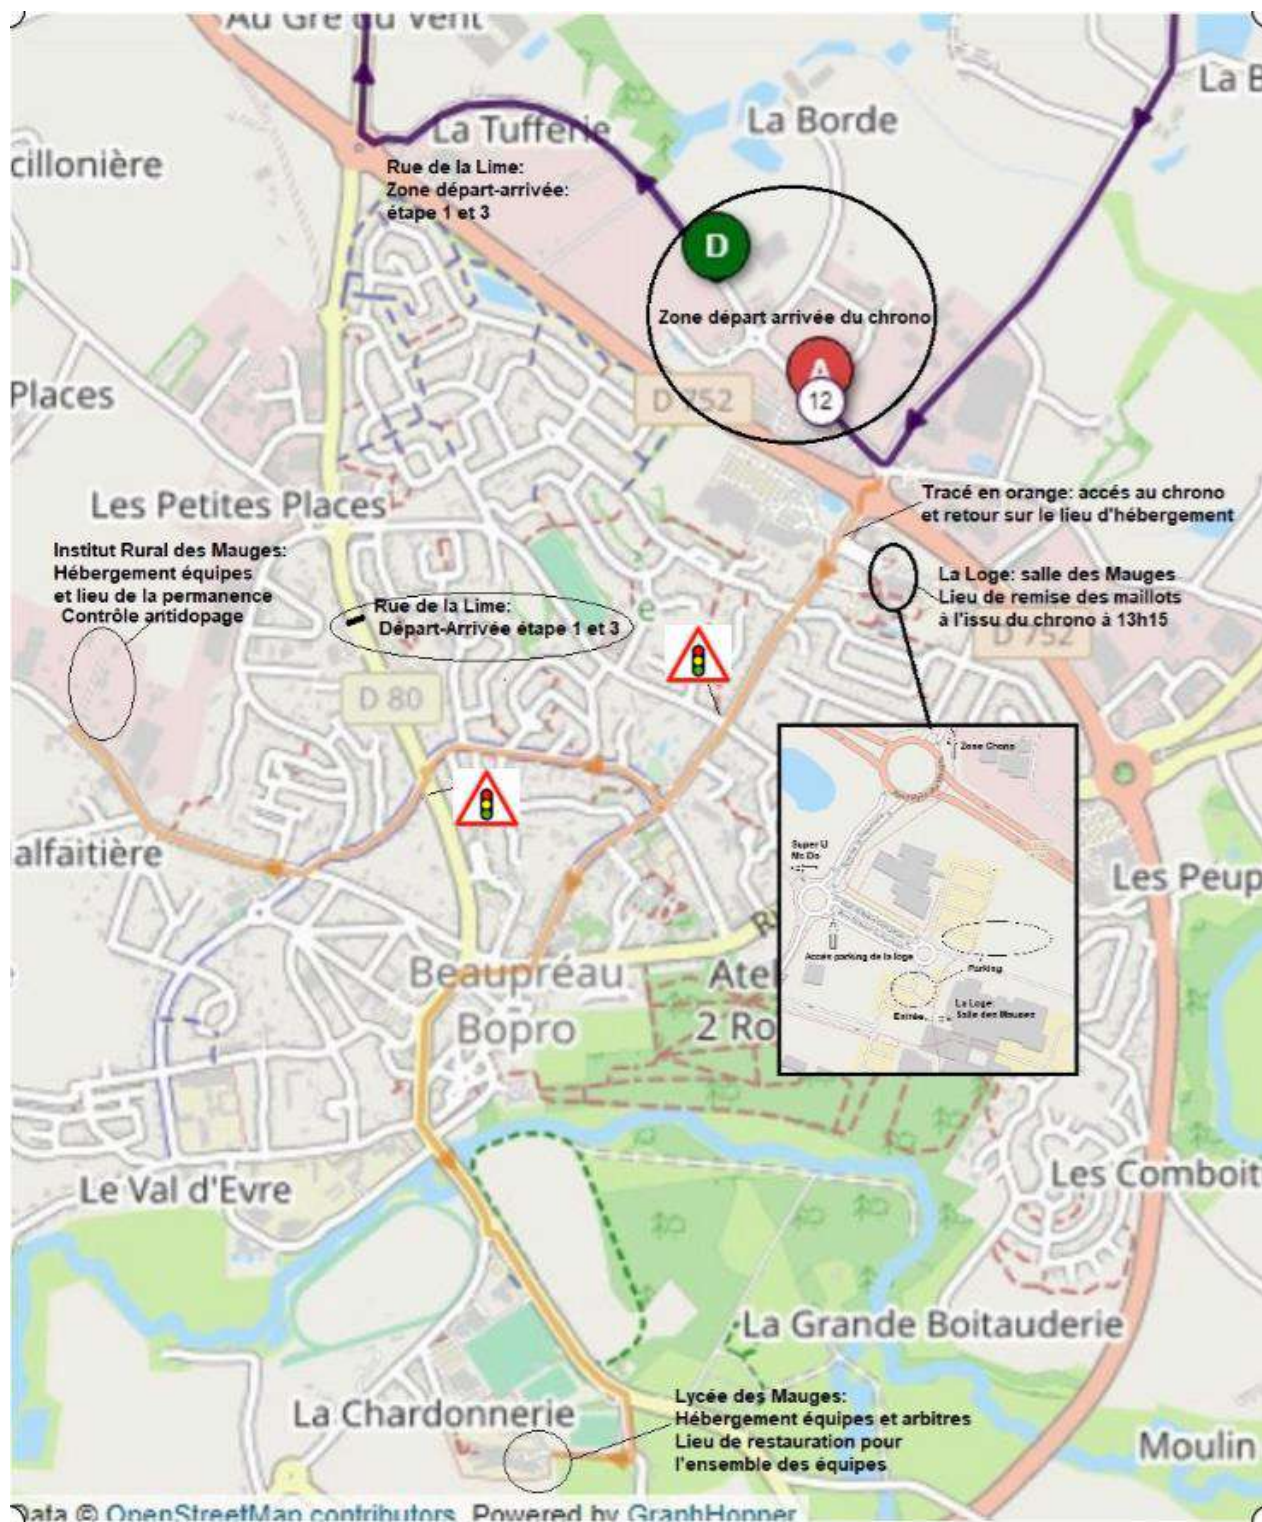 Au Gré du Vent
La B
La Tufferie
La Borde
cillonière
Rue de la Lime:
Zone départ-arrivée:
étape 1 et 3
D
Zone départ arrivée du chrono
A
12
D 752
Places
Les Petites Places
Tracé en orange: accés au chrono
et retour sur le lieu d'hébergement
Institut Rural des Mauges:
Hébergement équipes
et lieu de la permanence
Contrôle antidopage
Rue de la Lime:
Départ-Arrivée étape 1 et 3
La Loge: salle des Mauges
Lieu de remise des maillots
à l'issu du chrono à 13h15
D 752
D 80
Zone Chrono
Super U
Mc Do
Accés parking de la loge
Parking
Entrée
La Loge:
Salle des Mauges
alfaitière
Les Peup
Beaupréau
Bopro
Atel
2 Ro
Le Val d'Evre
Les Comboit
La Grande Boitauderie
La Chardonnerie
Lycée des Mauges:
Hébergement équipes et arbitres
Lieu de restauration pour
l'ensemble des équipes
Moulin
Data © OpenStreetMap contributors, Powered by GraphHopper